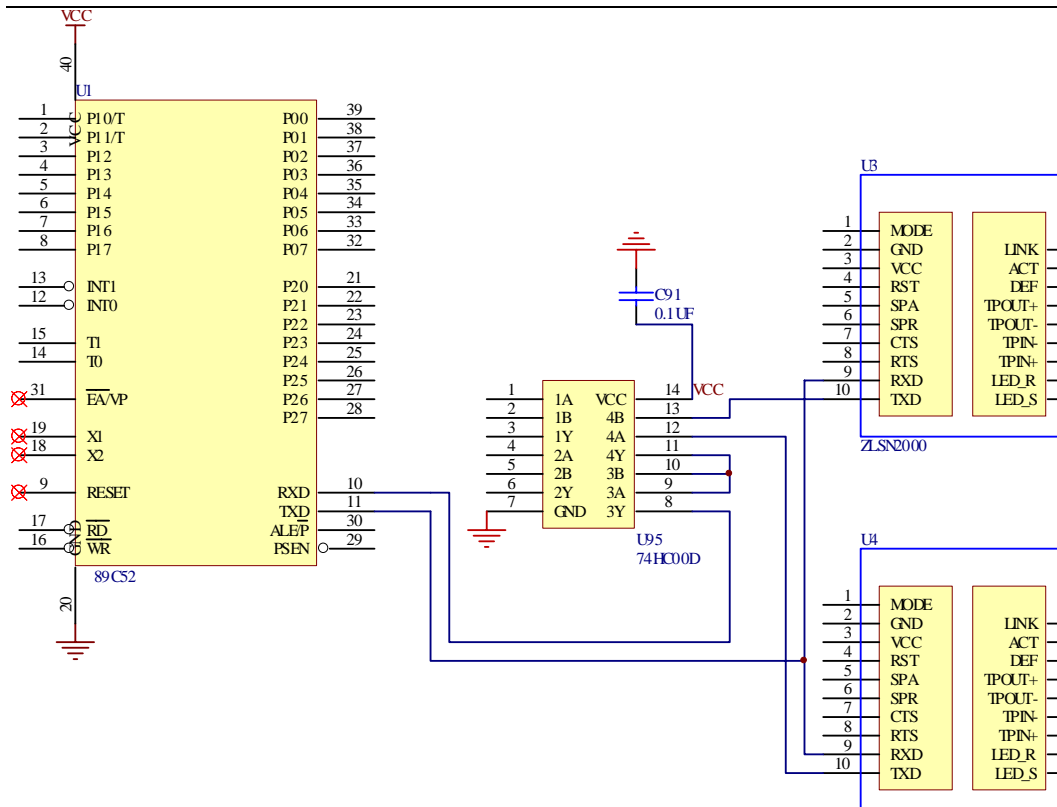 VCC
40
U1
VCC
1 P10/T P00 39
2 P11/T P01 38
3 P12 P02 37
4 P13 P03 36
5 P14 P04 35
6 P15 P05 34
7 P16 P06 33
8 P17 P07 32
13 INT1 P20 21
12 INT0 P21 22
P22 23
15 T1 P23 24
14 T0 P24 25
P25 26
31 EA/VP P26 27
P27 28
19 X1
18 X2
9 RESET RXD 10
TXD 11
17 RD ALE/P 30
16 WR PSEN 29
GND
89C52
20
C91
0.1UF
1 1A VCC 14 VCC
2 1B 4B 13
3 1Y 4A 12
4 2A 4Y 11
5 2B 3B 10
6 2Y 3A 9
7 GND 3Y 8
U95
74HC00D
U3
1 MODE
2 GND LINK
3 VCC ACT
4 RST DEF
5 SPA TPOUT+
6 SPR TPOUT-
7 CTS TPIN-
8 RTS TPIN+
9 RXD LED_R
10 TXD LED_S
ZLSN2000
U4
1 MODE
2 GND LINK
3 VCC ACT
4 RST DEF
5 SPA TPOUT+
6 SPR TPOUT-
7 CTS TPIN-
8 RTS TPIN+
9 RXD LED_R
10 TXD LED_S